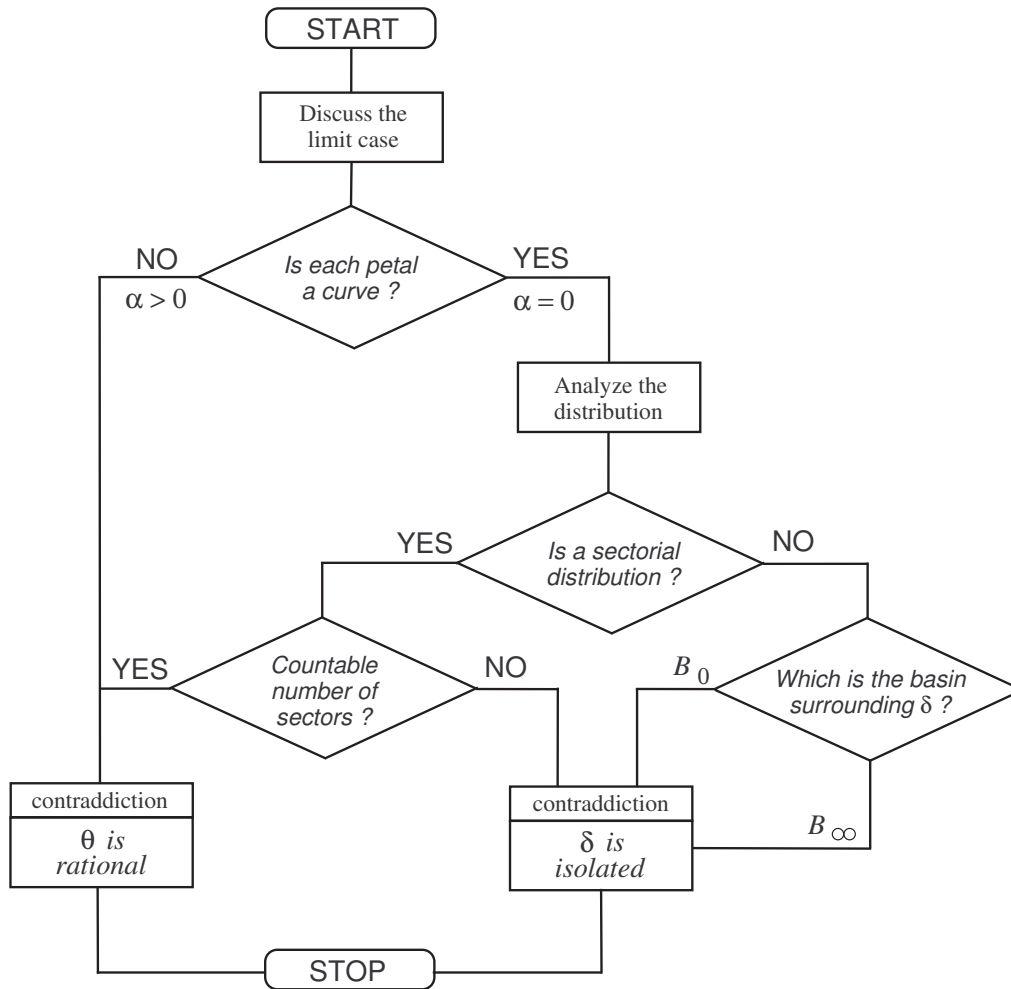 START
Discuss the
limit case
Is each petal
a curve ?
NO
α > 0
YES
α = 0
Analyze the
distribution
Is a sectorial
distribution ?
YES
NO
Countable
number of
sectors ?
YES
NO
Which is the basin
surrounding δ ?
B 0
B ∞
contraddiction
θ is
rational
contraddiction
δ is
isolated
STOP